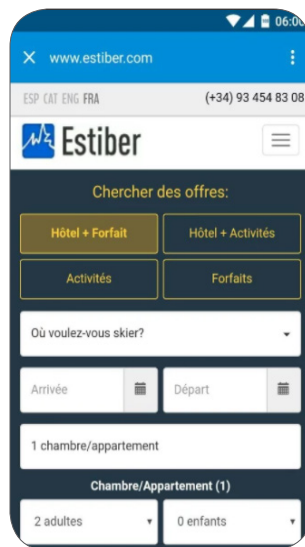 06:00
www.estiber.com
ESP CAT ENG FRA (+34) 93 454 83 08
Estiber
Chercher des offres:
Hôtel + Forfait Hôtel + Activités
Activités Forfaits
Où voulez-vous skier?
Arrivée Départ
1 chambre/appartement
Chambre/Appartement (1)
2 adultes 0 enfants